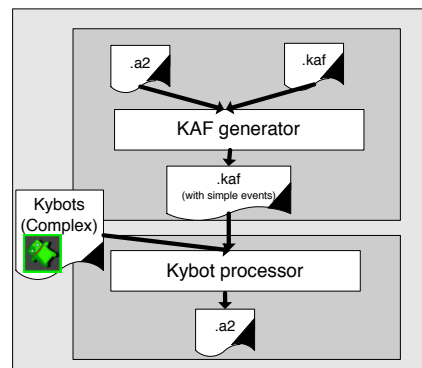 .a2
.kaf
KAF generator
.kaf
(with simple events)
Kybots
(Complex)
Kybot processor
.a2